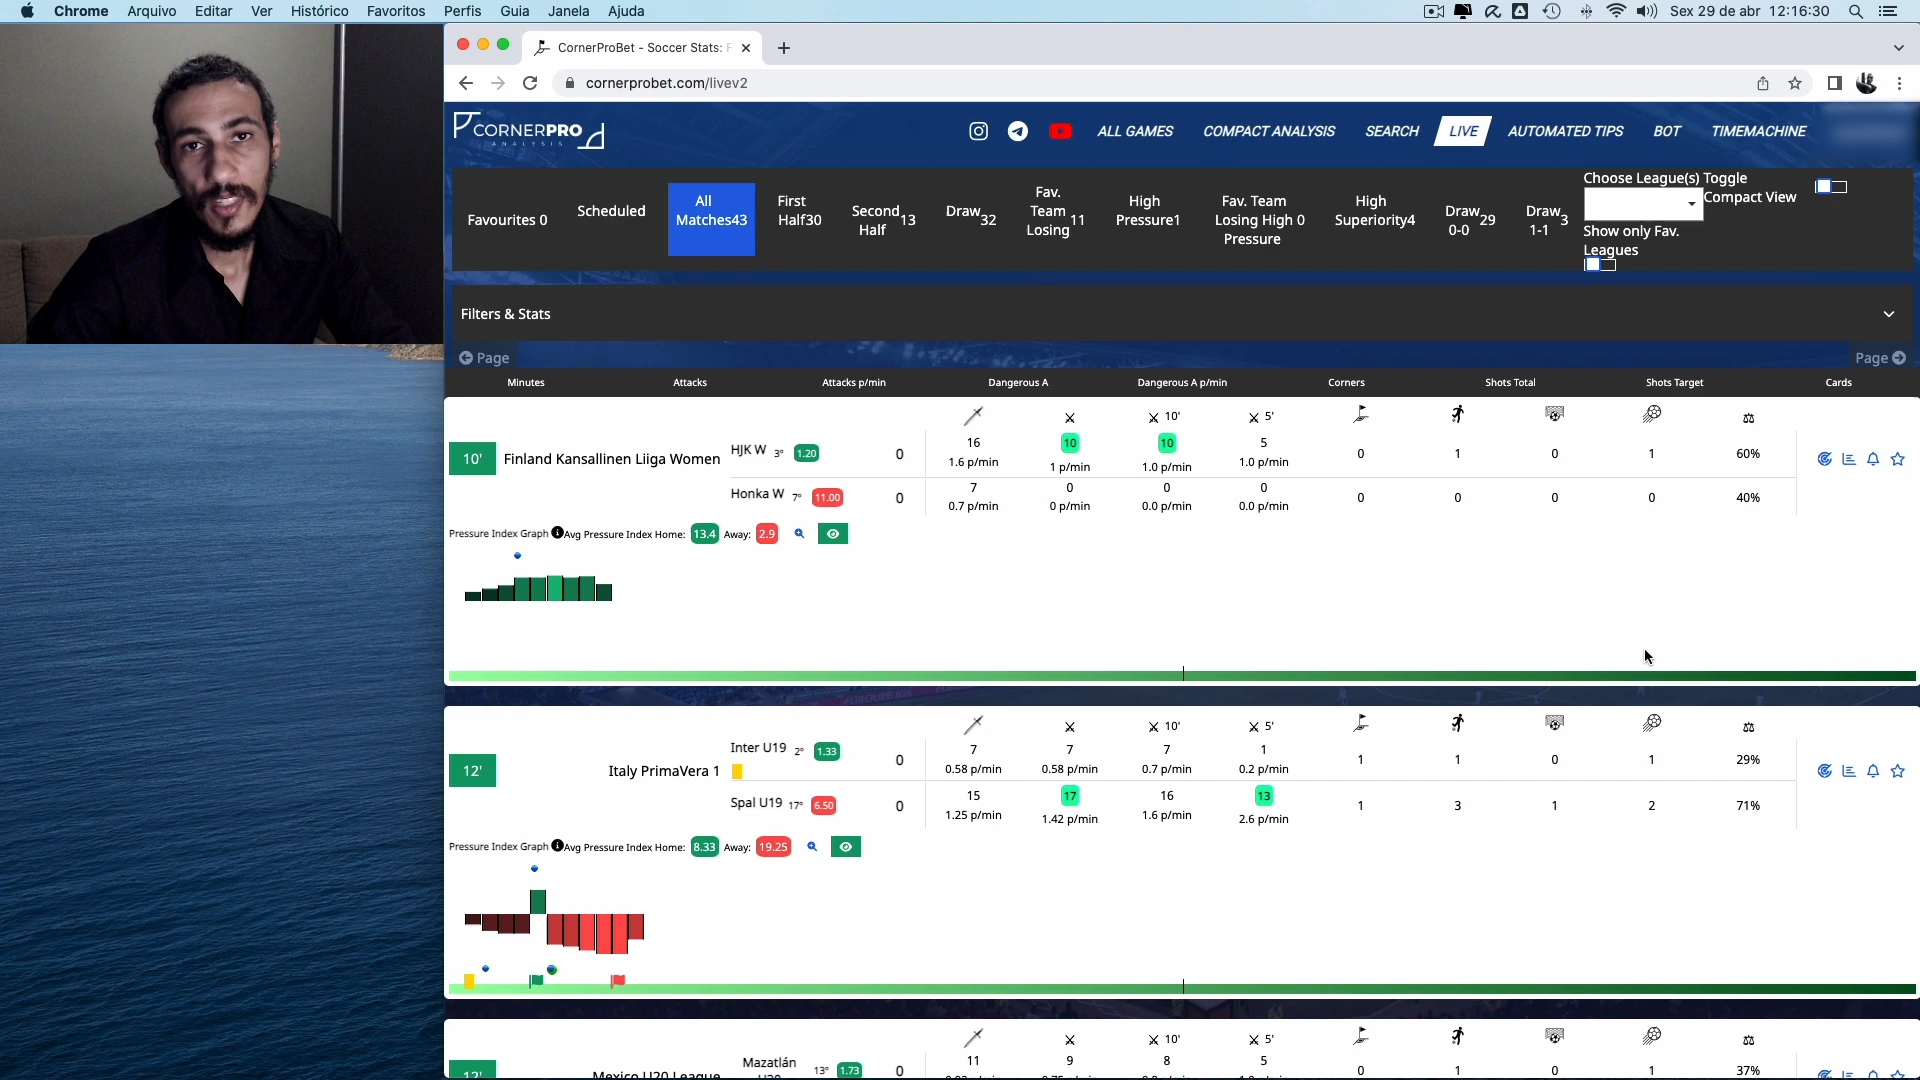 Chrome Arquivo Editar Ver Histórico Favoritos Perfis Guia Janela Ajuda Sex 29 de abr 12:16:30
CornerProBet - Soccer Stats: F
cornerprobet.com/livev2
CORNERPRO
ANALYSIS
ALL GAMES COMPACT ANALYSIS SEARCH LIVE AUTOMATED TIPS BOT TIMEMACHINE
Favourites 0
Scheduled
All
Matches43
First
Half30
Second
Half
13
Draw32
Fav.
Team
Losing
11
High
Pressure1
Fav. Team
Losing High
Pressure
0
High
Superiority4
Draw
0-0
29
Draw
1-1
3
Choose League(s)
Toggle
Compact View
Show only Fav.
Leagues
Filters & Stats
Page
Page
Minutes Attacks Attacks p/min Dangerous A Dangerous A p/min Corners Shots Total Shots Target Cards
10' 5'
10' Finland Kansallinen Liiga Women
HJK W 3° 1.20 0 16 10 10 5 0 1 0 1 60%
1.6 p/min 1 p/min 1.0 p/min 1.0 p/min
Honka W 7° 11.00 0 7 0 0 0 0 0 0 0 40%
0.7 p/min 0 p/min 0.0 p/min 0.0 p/min
Pressure Index Graph Avg Pressure Index Home: 13.4 Away: 2.9
10' 5'
12' Italy PrimaVera 1
Inter U19 2° 1.33 0 7 7 7 1 1 1 0 1 29%
0.58 p/min 0.58 p/min 0.7 p/min 0.2 p/min
Spal U19 17° 6.50 0 15 17 16 13 1 3 1 2 71%
1.25 p/min 1.42 p/min 1.6 p/min 2.6 p/min
Pressure Index Graph Avg Pressure Index Home: 8.33 Away: 19.25
10' 5'
12' Mexico U20 League
Mazatlán 13° 1.73 0 11 9 8 5 0 1 0 1 37%